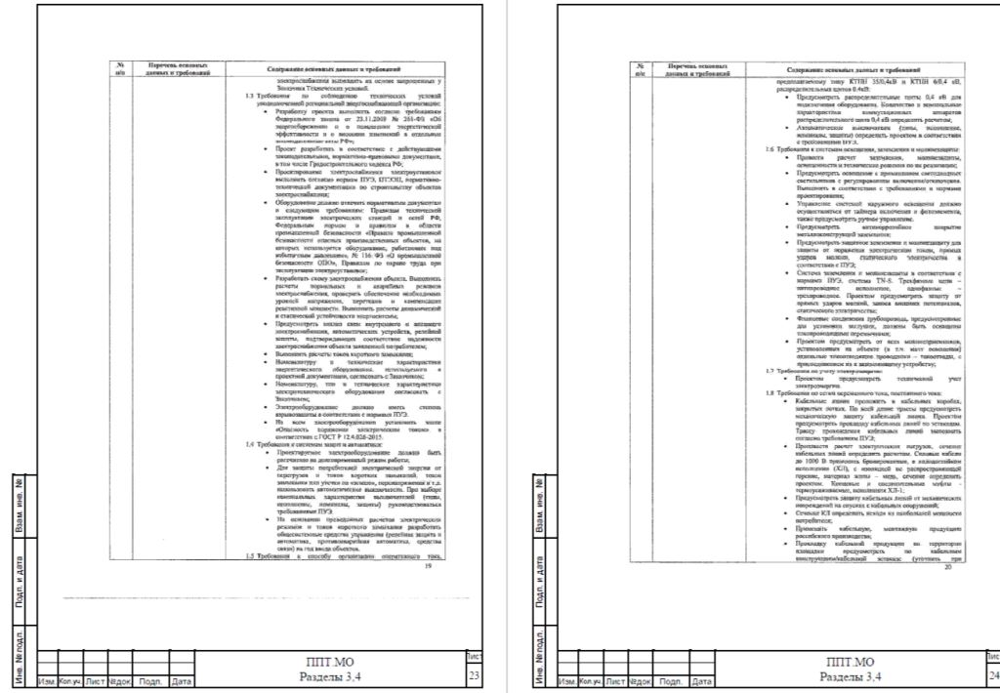 № п/п
Перечень основных данных и требований
Содержание основных данных и требований
электроснабжения выполнить на основе запрошенных у
Заказчика Технических условий.
1.3 Требования по соблюдению технических условий
уполномоченной региональной энергоснабжающей организации:
• Разработку проекта выполнить согласно требованиям
Федерального закона от 23.11.2009 № 261-ФЗ «Об
энергосбережении и о повышении энергетической
эффективности и о внесении изменений в отдельные
законодательные акты РФ»;
• Проект разработать в соответствие с действующими
законодательными, нормативно-правовыми документами,
в том числе Градостроительного кодекса РФ;
• Проектирование электроснабжения электроустановок
выполнить согласно нормам ПУЭ, ПТЭЭП, нормативно-
технической документации по строительству объектов
электроснабжения;
• Оборудование должно отвечать нормативным документам
и следующим требованиям: Правилам технической
эксплуатации электрических станций и сетей РФ,
Федеральным нормам и правилам в области
промышленной безопасности «Правила промышленной
безопасности опасных производственных объектов, на
которых используется оборудование, работающее под
избыточным давлением», № 116-ФЗ «О промышленной
безопасности ОПО», Правилам по охране труда при
эксплуатации электроустановок;
• Разработать схему электроснабжения объекта. Выполнить
расчеты нормальных и аварийных режимов
электроснабжения, проверить обеспечение необходимых
уровней напряжения, перетоков и компенсации
реактивной мощности. Выполнить расчеты динамической
и статической устойчивости энергосистемы;
• Предусмотреть анализ схем внутреннего и внешнего
электроснабжения, автоматических устройств, релейной
защиты, подтверждающих соответствие надежности
электроснабжения объекта заявленной потребителем;
• Выполнить расчеты токов короткого замыкания;
• Номенклатуру и технические характеристики
энергетического оборудования, используемого в
проектной документации, согласовать с Заказчиком;
• Номенклатуру, тип и технические характеристики
электротехнического оборудования согласовать с
Заказчиком;
• Электрооборудование должно иметь степень
взрывозащиты в соответствии с нормами ПУЭ.
• На всем электрооборудовании установить знаки
«Опасность поражения электрическим током» в
соответствии с ГОСТ Р 12.4.026-2015.
1.4 Требования к системам защит и автоматики:
• Проектируемое электрооборудование должно быть
рассчитано на долговременный режим работы;
• Для защиты потребителей электрической энергии от
перегрузов и токов коротких замыканий, токов
замыкания или утечки на «землю», перенапряжения и т.д.
использовать автоматические выключатели. При выборе
номинальных характеристик выключателей (типы,
исполнение, номиналы, защиты) руководствоваться
требованиями ПУЭ
• На основании проведенных расчетов электрических
режимов и токов короткого замыкания разработать
общесистемные средства управления (релейная защита и
автоматика, противоаварийная автоматика, средства
связи) на год ввода объектов.
1.5 Требования к способу организации оперативного тока,
19
Взам. инв. №
Подп. и дата
Инв. № подл.
Изм. Кол.уч. Лист №док Подп. Дата
ППТ.МО
Разделы 3,4
Лист
23
№ п/п
Перечень основных данных и требований
Содержание основных данных и требований
предлагаемому типу КТПН 35/0,4кВ и КТПН 6/0,4 кВ,
распределительных щитов 0.4кВ:
• Предусмотреть распределительные щиты 0,4 кВ для
подключения оборудования. Количество и номинальные
характеристики коммутационных аппаратов
распределительного щита 0,4 кВ определить расчетом;
• Автоматические выключатели (типы, исполнение,
номиналы, защиты) определить проектом в соответствии
с требованиями ПУЭ.
1.6 Требования к системам освещения, заземления и молниезащиты:
• Провести расчет заземления, молниезащиты,
освещенности и технические решения по их реализации;
• Предусмотреть освещение с применением светодиодных
светильников с регулированием включения/отключения.
Выполнить в соответствии с требованиями и нормами
проектирования;
• Управление системой наружного освещения должно
осуществляться от таймера включения и фотоэлемента,
также предусмотреть ручное управление.
• Предусмотреть антикоррозийное покрытие
металлоконструкций заземления;
• Предусмотреть защитное заземление и молниезащиту для
защиты от поражения электрическим током, прямых
ударов молнии, статического электричества в
соответствии с ПУЭ;
• Система заземления и молниезащиты в соответствии с
нормами ПУЭ, система TN-S. Трехфазные цепи –
пятипроводное исполнение, однофазные –
трехпроводное. Проектом предусмотреть защиту от
прямых ударов молний, заноса внешних потенциалов,
статического электричества;
• Фланцевые соединения трубопровода, предусмотренные
для установки заглушки, должны быть оснащены
токопроводящими перемычками;
• Проектом предусмотреть от всех молниеприемников,
установленных на объекте (в т.ч. мачт освещения)
отдельные токоотводящие проводники – токоотводы, с
присоединением их к заземляющему устройству;
1.7 Требования по учету электроэнергии:
• Проектом предусмотреть технический учет
электроэнергии.
1.8 Требования по сетям переменного тока, постоянного тока:
• Кабельные линии проложить в кабельных коробах,
закрытых лотках. По всей длине трассы предусмотреть
механическую защиту кабельной линии. Проектом
предусмотреть прокладку кабельных линий по эстакадам.
Трассу прохождения кабельных линий выполнить
согласно требованиям ПУЭ;
• Произвести расчет электрических нагрузок, сечение
кабельных линий определить расчетом. Силовые кабели
до 1000 В применить бронированные, в холодостойком
исполнении (ХЛ), с изоляцией не распространяющей
горение, материал жилы – медь, сечение определить
проектом. Концевые и соединительные муфты –
термоусаживаемые, исполнения ХЛ-1;
• Предусмотреть защиту кабельных линий от механических
повреждений на спусках с кабельных сооружений;
• Сечение КЛ определить исходя из наибольшей мощности
потребителя;
• Применять кабельную, монтажную продукцию
российского производства;
• Прокладку кабельной продукции по территории
площадки предусмотреть по кабельным
конструкциям/кабельной эстакаде (уточнить при
20
Взам. инв. №
Подп. и дата
Инв. № подл.
Изм. Кол.уч. Лист №док Подп. Дата
ППТ.МО
Разделы 3,4
24